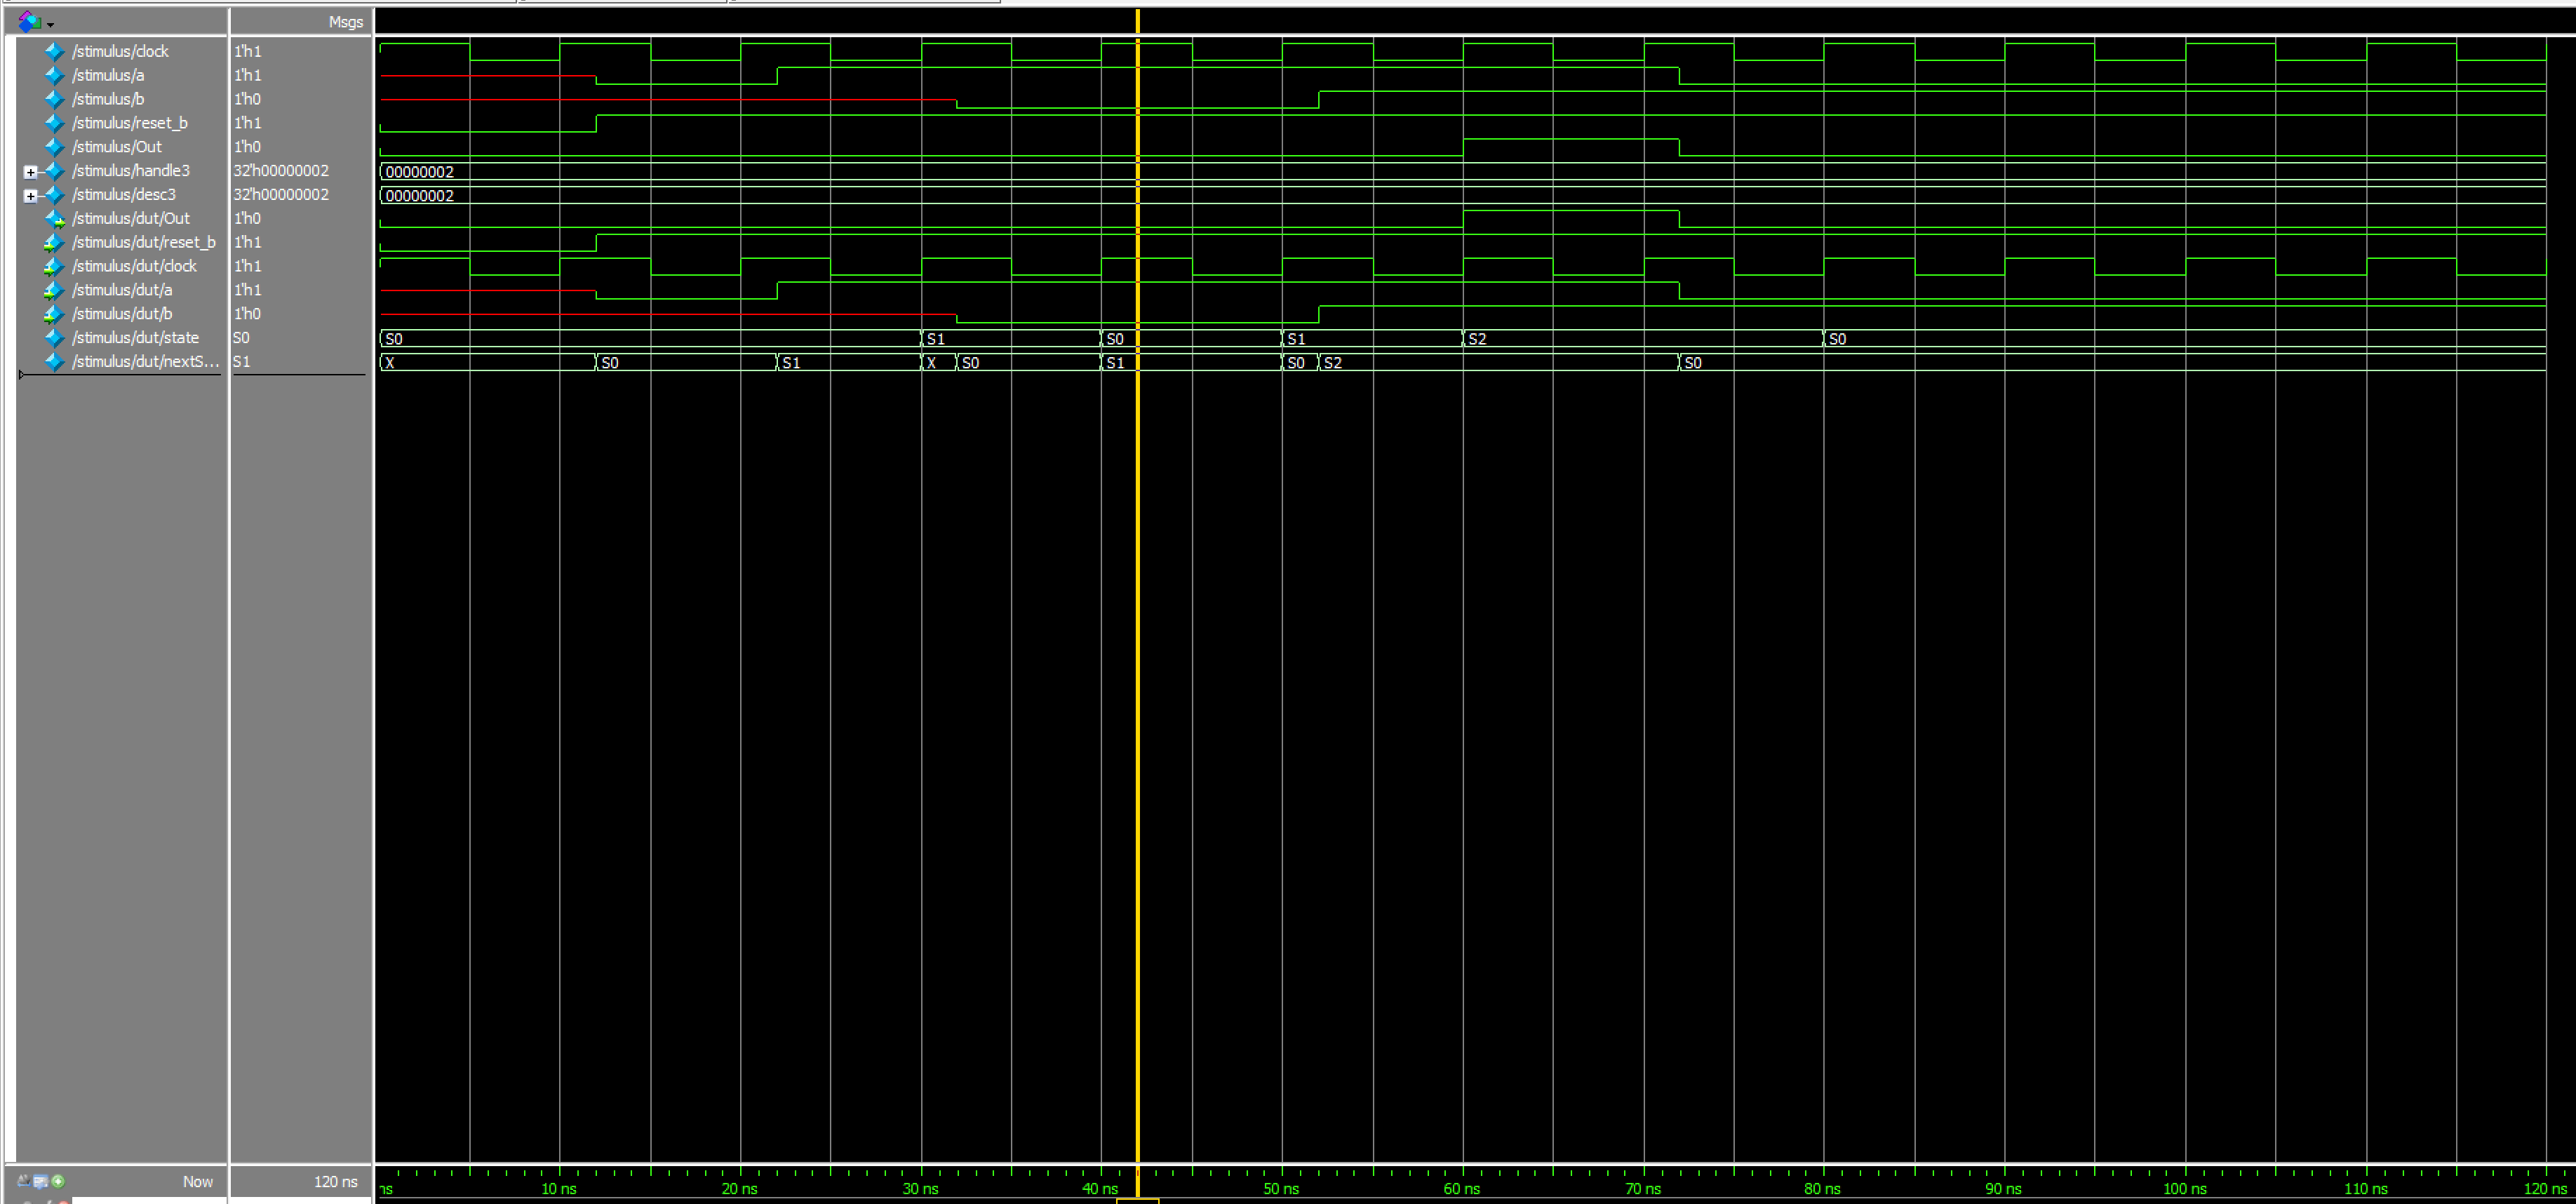 Msgs
/stimulus/clock 1'h1
/stimulus/a 1'h1
/stimulus/b 1'h0
/stimulus/reset_b 1'h1
/stimulus/Out 1'h0
/stimulus/handle3 32'h00000002 00000002
/stimulus/desc3 32'h00000002 00000002
/stimulus/dut/Out 1'h0
/stimulus/dut/reset_b 1'h1
/stimulus/dut/clock 1'h1
/stimulus/dut/a 1'h1
/stimulus/dut/b 1'h0
/stimulus/dut/state S0 S0 S1 S0 S1 S2 S0
/stimulus/dut/nextS... S1 X S0 S1 X S0 S1 S0 S2 S0
Now 120 ns
ns 10 ns 20 ns 30 ns 40 ns 50 ns 60 ns 70 ns 80 ns 90 ns 100 ns 110 ns 120 ns